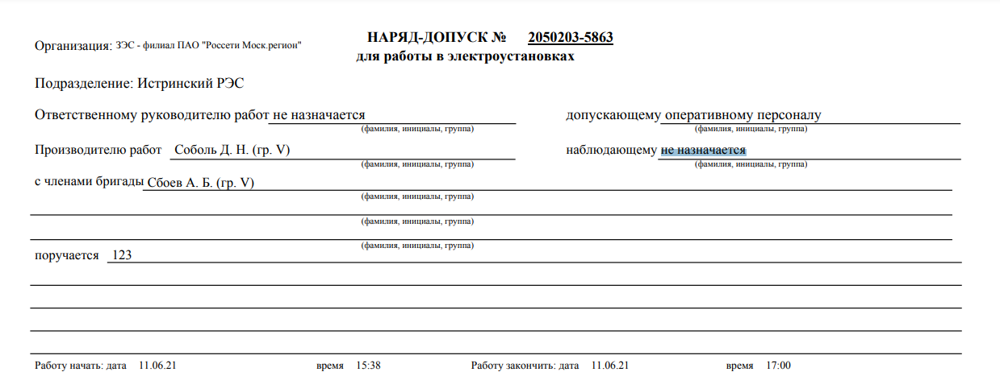 НАРЯД-ДОПУСК № 2050203-5863
Организация: ЗЭС - филиал ПАО "Россети Моск.регион"
для работы в электроустановках
Подразделение: Истринский РЭС
Ответственному руководителю работ не назначается допускающему оперативному персоналу
(фамилия, инициалы, группа) (фамилия, инициалы, группа)
Производителю работ Соболь Д. Н. (гр. V) наблюдающему не назначается
(фамилия, инициалы, группа) (фамилия, инициалы, группа)
с членами бригады Сбоев А. Б. (гр. V)
(фамилия, инициалы, группа)
(фамилия, инициалы, группа)
(фамилия, инициалы, группа)
поручается 123
Работу начать: дата 11.06.21 время 15:38 Работу закончить: дата 11.06.21 время 17:00